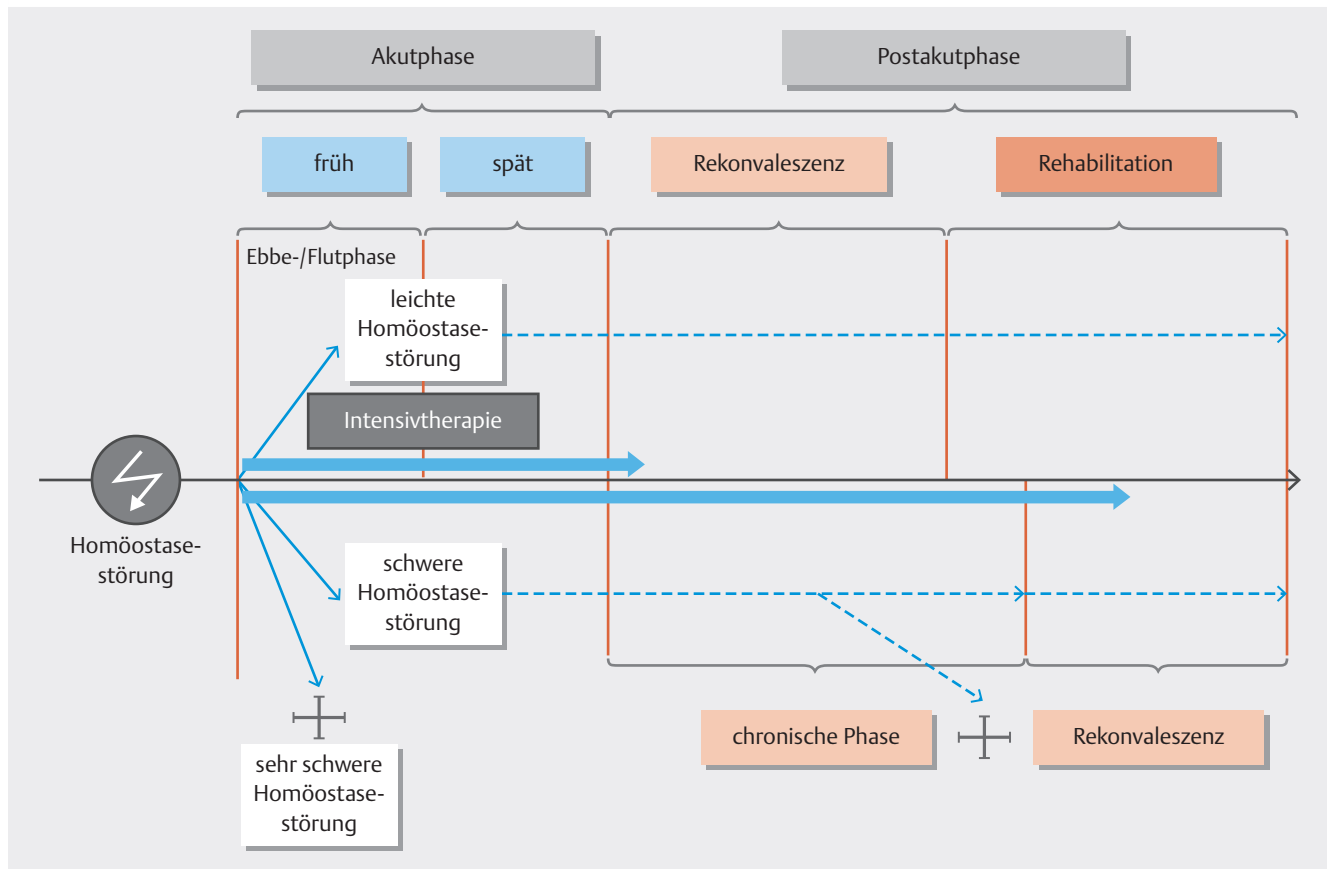 Akutphase
Postakutphase
früh
spät
Rekonvaleszenz
Rehabilitation
Ebbe-/Flutphase
leichte
Homöostase-
störung
Intensivtherapie
Homöostase-
störung
schwere
Homöostase-
störung
sehr schwere
Homöostase-
störung
chronische Phase
Rekonvaleszenz